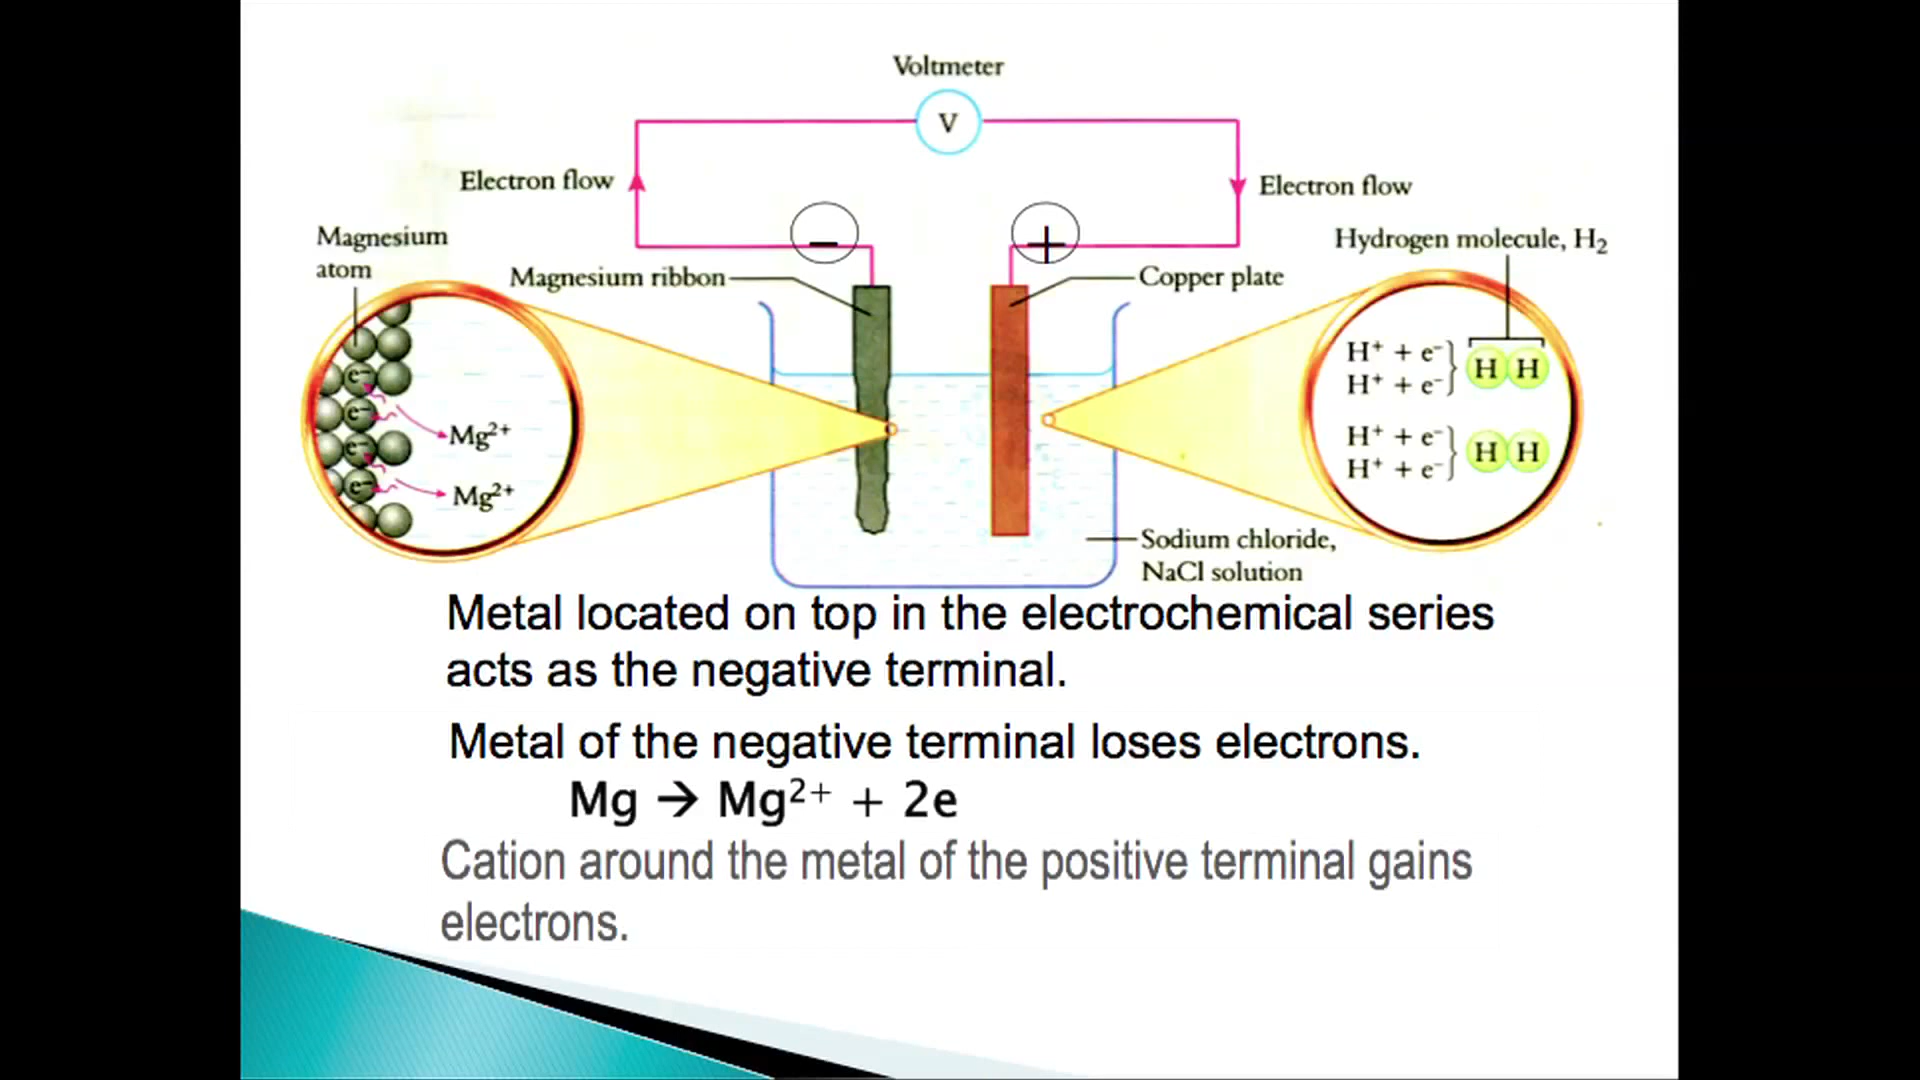 Voltmeter
V
Electron flow
Electron flow
− +
Magnesium
atom
Hydrogen molecule, H₂
Magnesium ribbon
Copper plate
e⁻
e⁻
Mg²⁺
e⁻
e⁻
Mg²⁺
H⁺ + e⁻
H⁺ + e⁻
H H
H⁺ + e⁻
H⁺ + e⁻
H H
Sodium chloride,
NaCl solution
Metal located on top in the electrochemical series
acts as the negative terminal.
Metal of the negative terminal loses electrons.
Mg → Mg²⁺ + 2e
Cation around the metal of the positive terminal gains
electrons.